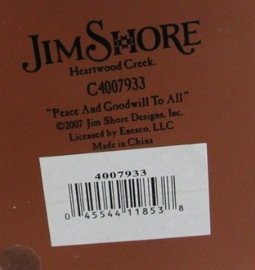 JIM SHORE
Heartwood Creek.
C4007933
"Peace And Goodwill To All"
©2007 Jim Shore Designs, Inc.
Licensed by Enesco, LLC
Made in China
4007933
0 45544 11853 8